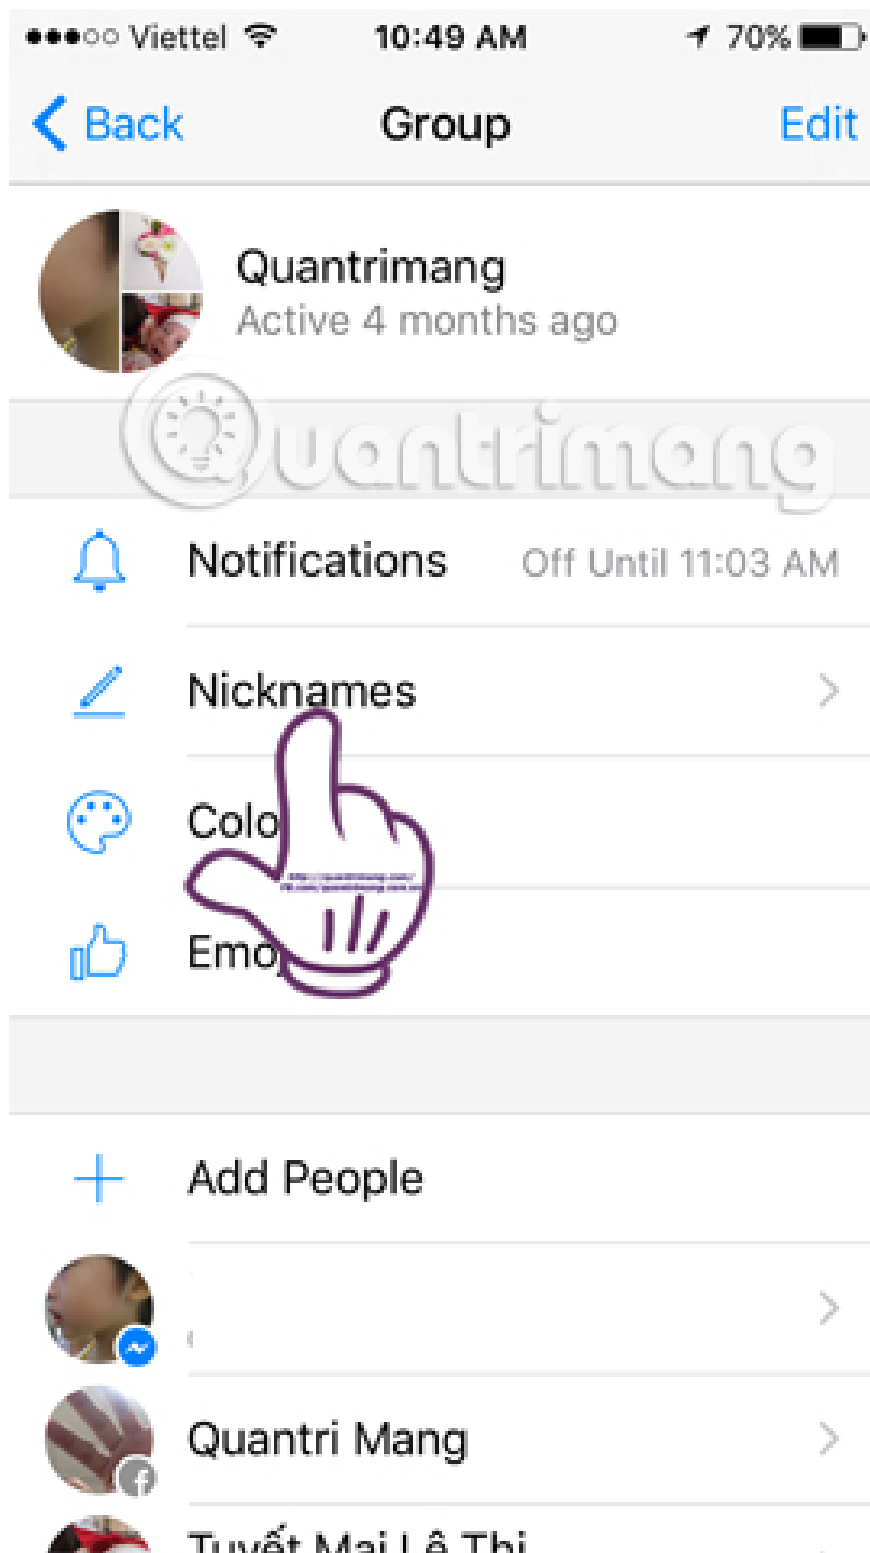 Viettel 10:49 AM 70%
Back Group Edit
Quantrimang
Active 4 months ago
Quantrimang
Notifications Off Until 11:03 AM
Nicknames
Colo
Emo
Add People
Quantri Mang
Tuyết Mai Lê Thi